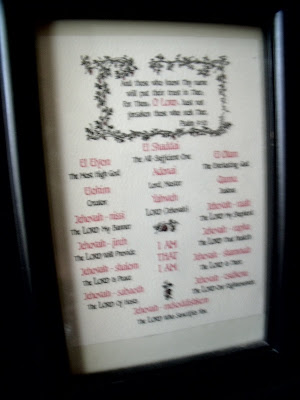 And those who know Thy name
will put their trust in Thee.
For Thou, O LORD, hast not
forsaken those who seek Thee.
Psalm 9:10
El Shaddai
The All Sufficient One
El Elyon
The Most High God
El Olam
The Everlasting God
Adonai
Lord, Master
Elohim
Creator
Qanna
Jealous
Yahweh
LORD (Jehovah)
Jehovah - nissi
The LORD My Banner
Jehovah - raah
The LORD My Shepherd
Jehovah - jireh
The LORD Will Provide
Jehovah - rapha
The LORD That Healeth
I AM
THAT
I AM
Jehovah - shalom
The LORD Is Peace
Jehovah - shammah
The LORD Is There
Jehovah - sabaoth
The LORD Of Hosts
Jehovah - tsidkenu
The LORD Our Righteousness
Jehovah - mekoddishkem
The LORD Who Sanctifies You